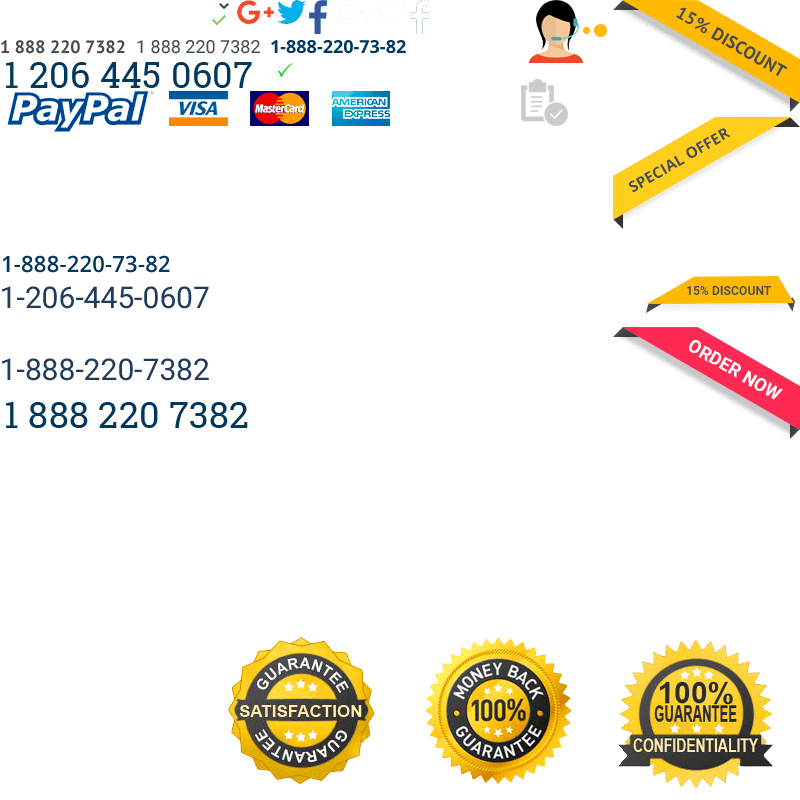 G+
1 888 220 7382 1 888 220 7382 1-888-220-73-82
1 206 445 0607
PayPal VISA MasterCard AMERICAN EXPRESS
15% DISCOUNT
SPECIAL OFFER
1-888-220-73-82
1-206-445-0607
15% DISCOUNT
ORDER NOW
1-888-220-7382
1 888 220 7382
GUARANTEE
SATISFACTION
GUARANTEE
MONEY BACK
100%
GUARANTEE
100%
GUARANTEE
CONFIDENTIALITY